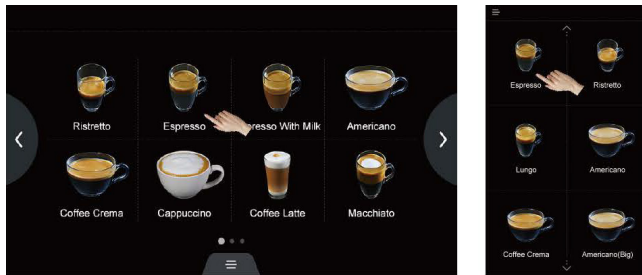 Ristretto
Espresso
resso With Milk
Americano
Coffee Crema
Cappuccino
Coffee Latte
Macchiato
Espresso
Ristretto
Lungo
Americano
Coffee Crema
Americano(Big)